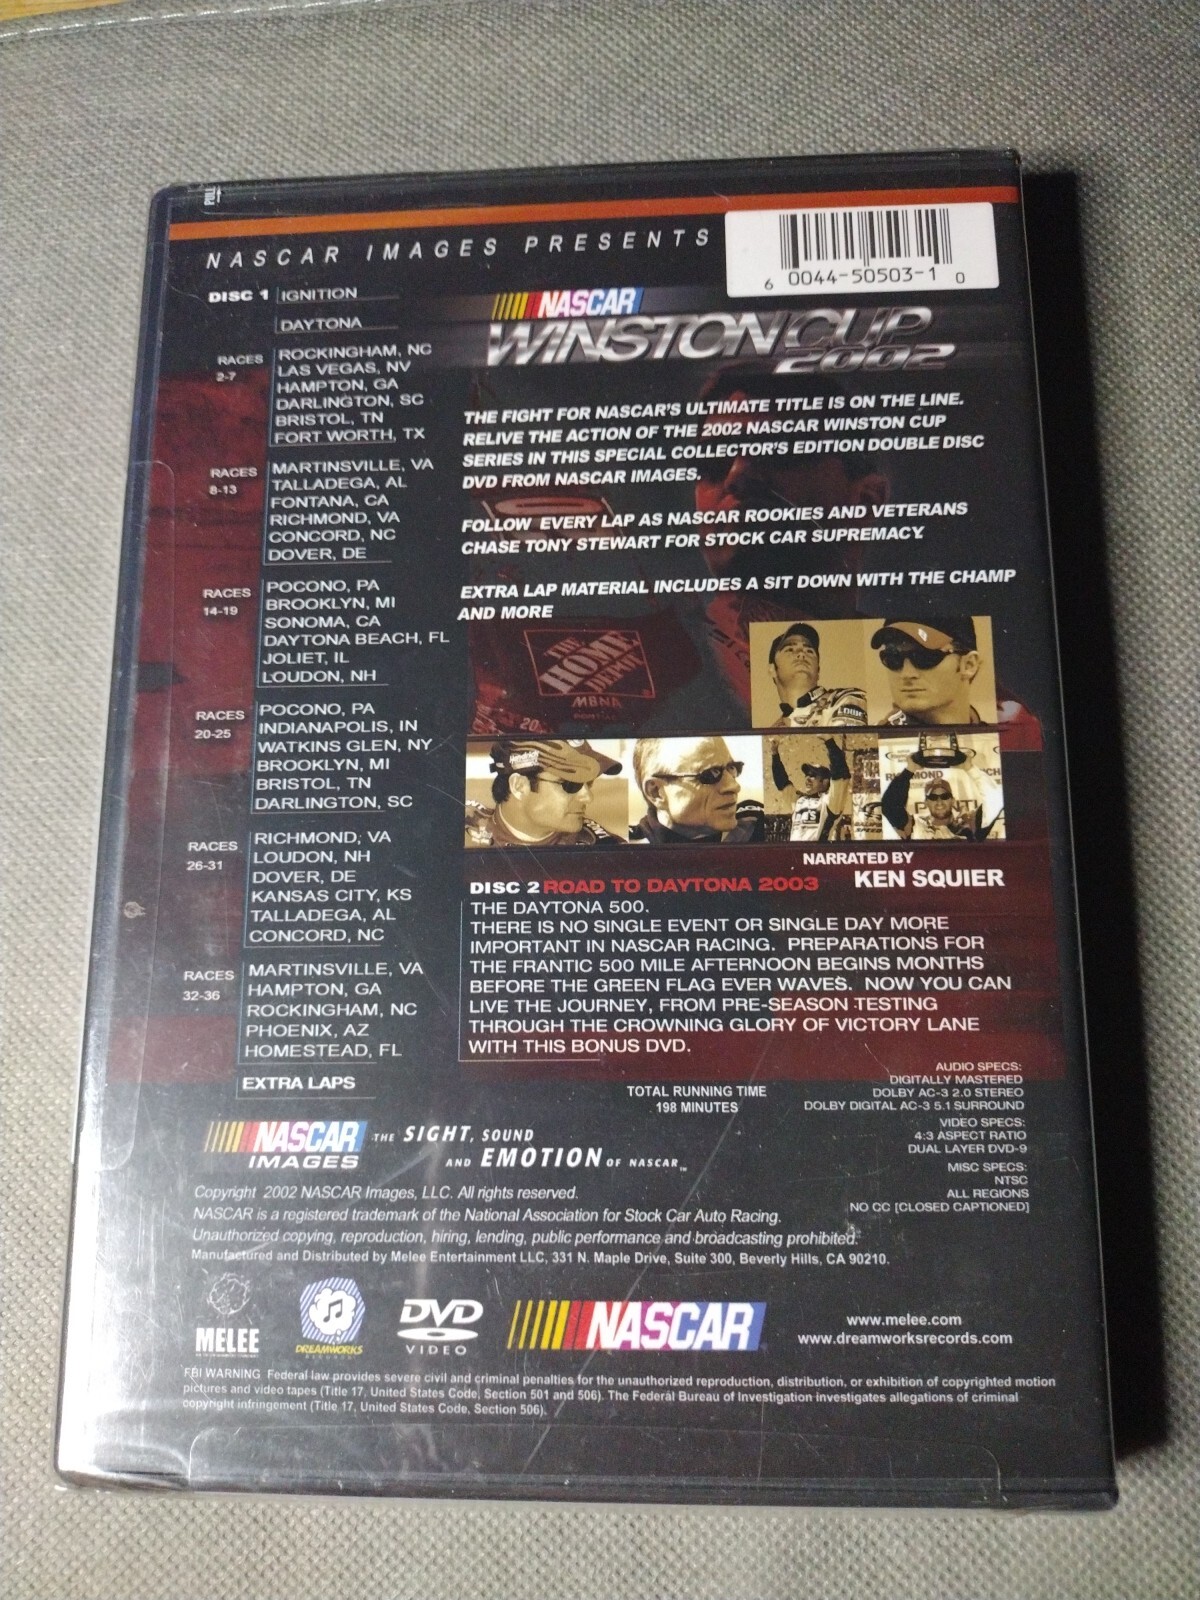 PULL
NASCAR IMAGES PRESENTS
6 0044-50503-1 0
DISC 1 IGNITION
DAYTONA
RACES
2-7
ROCKINGHAM, NC
LAS VEGAS, NV
HAMPTON, GA
DARLINGTON, SC
BRISTOL, TN
FORT WORTH, TX
RACES
8-13
MARTINSVILLE, VA
TALLADEGA, AL
FONTANA, CA
RICHMOND, VA
CONCORD, NC
DOVER, DE
RACES
14-19
POCONO, PA
BROOKLYN, MI
SONOMA, CA
DAYTONA BEACH, FL
JOLIET, IL
LOUDON, NH
RACES
20-25
POCONO, PA
INDIANAPOLIS, IN
WATKINS GLEN, NY
BROOKLYN, MI
BRISTOL, TN
DARLINGTON, SC
RACES
26-31
RICHMOND, VA
LOUDON, NH
DOVER, DE
KANSAS CITY, KS
TALLADEGA, AL
CONCORD, NC
RACES
32-36
MARTINSVILLE, VA
HAMPTON, GA
ROCKINGHAM, NC
PHOENIX, AZ
HOMESTEAD, FL
EXTRA LAPS
NASCAR
WINSTON CUP
2002
THE FIGHT FOR NASCAR'S ULTIMATE TITLE IS ON THE LINE.
RELIVE THE ACTION OF THE 2002 NASCAR WINSTON CUP
SERIES IN THIS SPECIAL COLLECTOR'S EDITION DOUBLE DISC
DVD FROM NASCAR IMAGES.
FOLLOW EVERY LAP AS NASCAR ROOKIES AND VETERANS
CHASE TONY STEWART FOR STOCK CAR SUPREMACY.
EXTRA LAP MATERIAL INCLUDES A SIT DOWN WITH THE CHAMP
AND MORE
THE
HOME
DEPOT
MBNA
PONTIAC
20
LOWE'S
Hendrick
RICHMOND
NARRATED BY
KEN SQUIER
DISC 2 ROAD TO DAYTONA 2003
THE DAYTONA 500.
THERE IS NO SINGLE EVENT OR SINGLE DAY MORE
IMPORTANT IN NASCAR RACING. PREPARATIONS FOR
THE FRANTIC 500 MILE AFTERNOON BEGINS MONTHS
BEFORE THE GREEN FLAG EVER WAVES. NOW YOU CAN
LIVE THE JOURNEY, FROM PRE-SEASON TESTING
THROUGH THE CROWNING GLORY OF VICTORY LANE
WITH THIS BONUS DVD.
TOTAL RUNNING TIME
198 MINUTES
AUDIO SPECS:
DIGITALLY MASTERED
DOLBY AC-3 2.0 STEREO
DOLBY DIGITAL AC-3 5.1 SURROUND
VIDEO SPECS:
4:3 ASPECT RATIO
DUAL LAYER DVD-9
MISC SPECS:
NTSC
ALL REGIONS
NO CC [CLOSED CAPTIONED]
NASCAR
IMAGES
THE SIGHT, SOUND
AND EMOTION OF NASCAR™
Copyright 2002 NASCAR Images, LLC. All rights reserved.
NASCAR is a registered trademark of the National Association for Stock Car Auto Racing.
Unauthorized copying, reproduction, hiring, lending, public performance and broadcasting prohibited.
Manufactured and Distributed by Melee Entertainment LLC, 331 N. Maple Drive, Suite 300, Beverly Hills, CA 90210.
MELEE
DREAMWORKS
RECORDS
DVD
VIDEO
NASCAR
www.melee.com
www.dreamworksrecords.com
FBI WARNING Federal law provides severe civil and criminal penalties for the unauthorized reproduction, distribution, or exhibition of copyrighted motion
pictures and video tapes (Title 17, United States Code, Section 501 and 506). The Federal Bureau of Investigation investigates allegations of criminal
copyright infringement (Title 17, United States Code, Section 506).